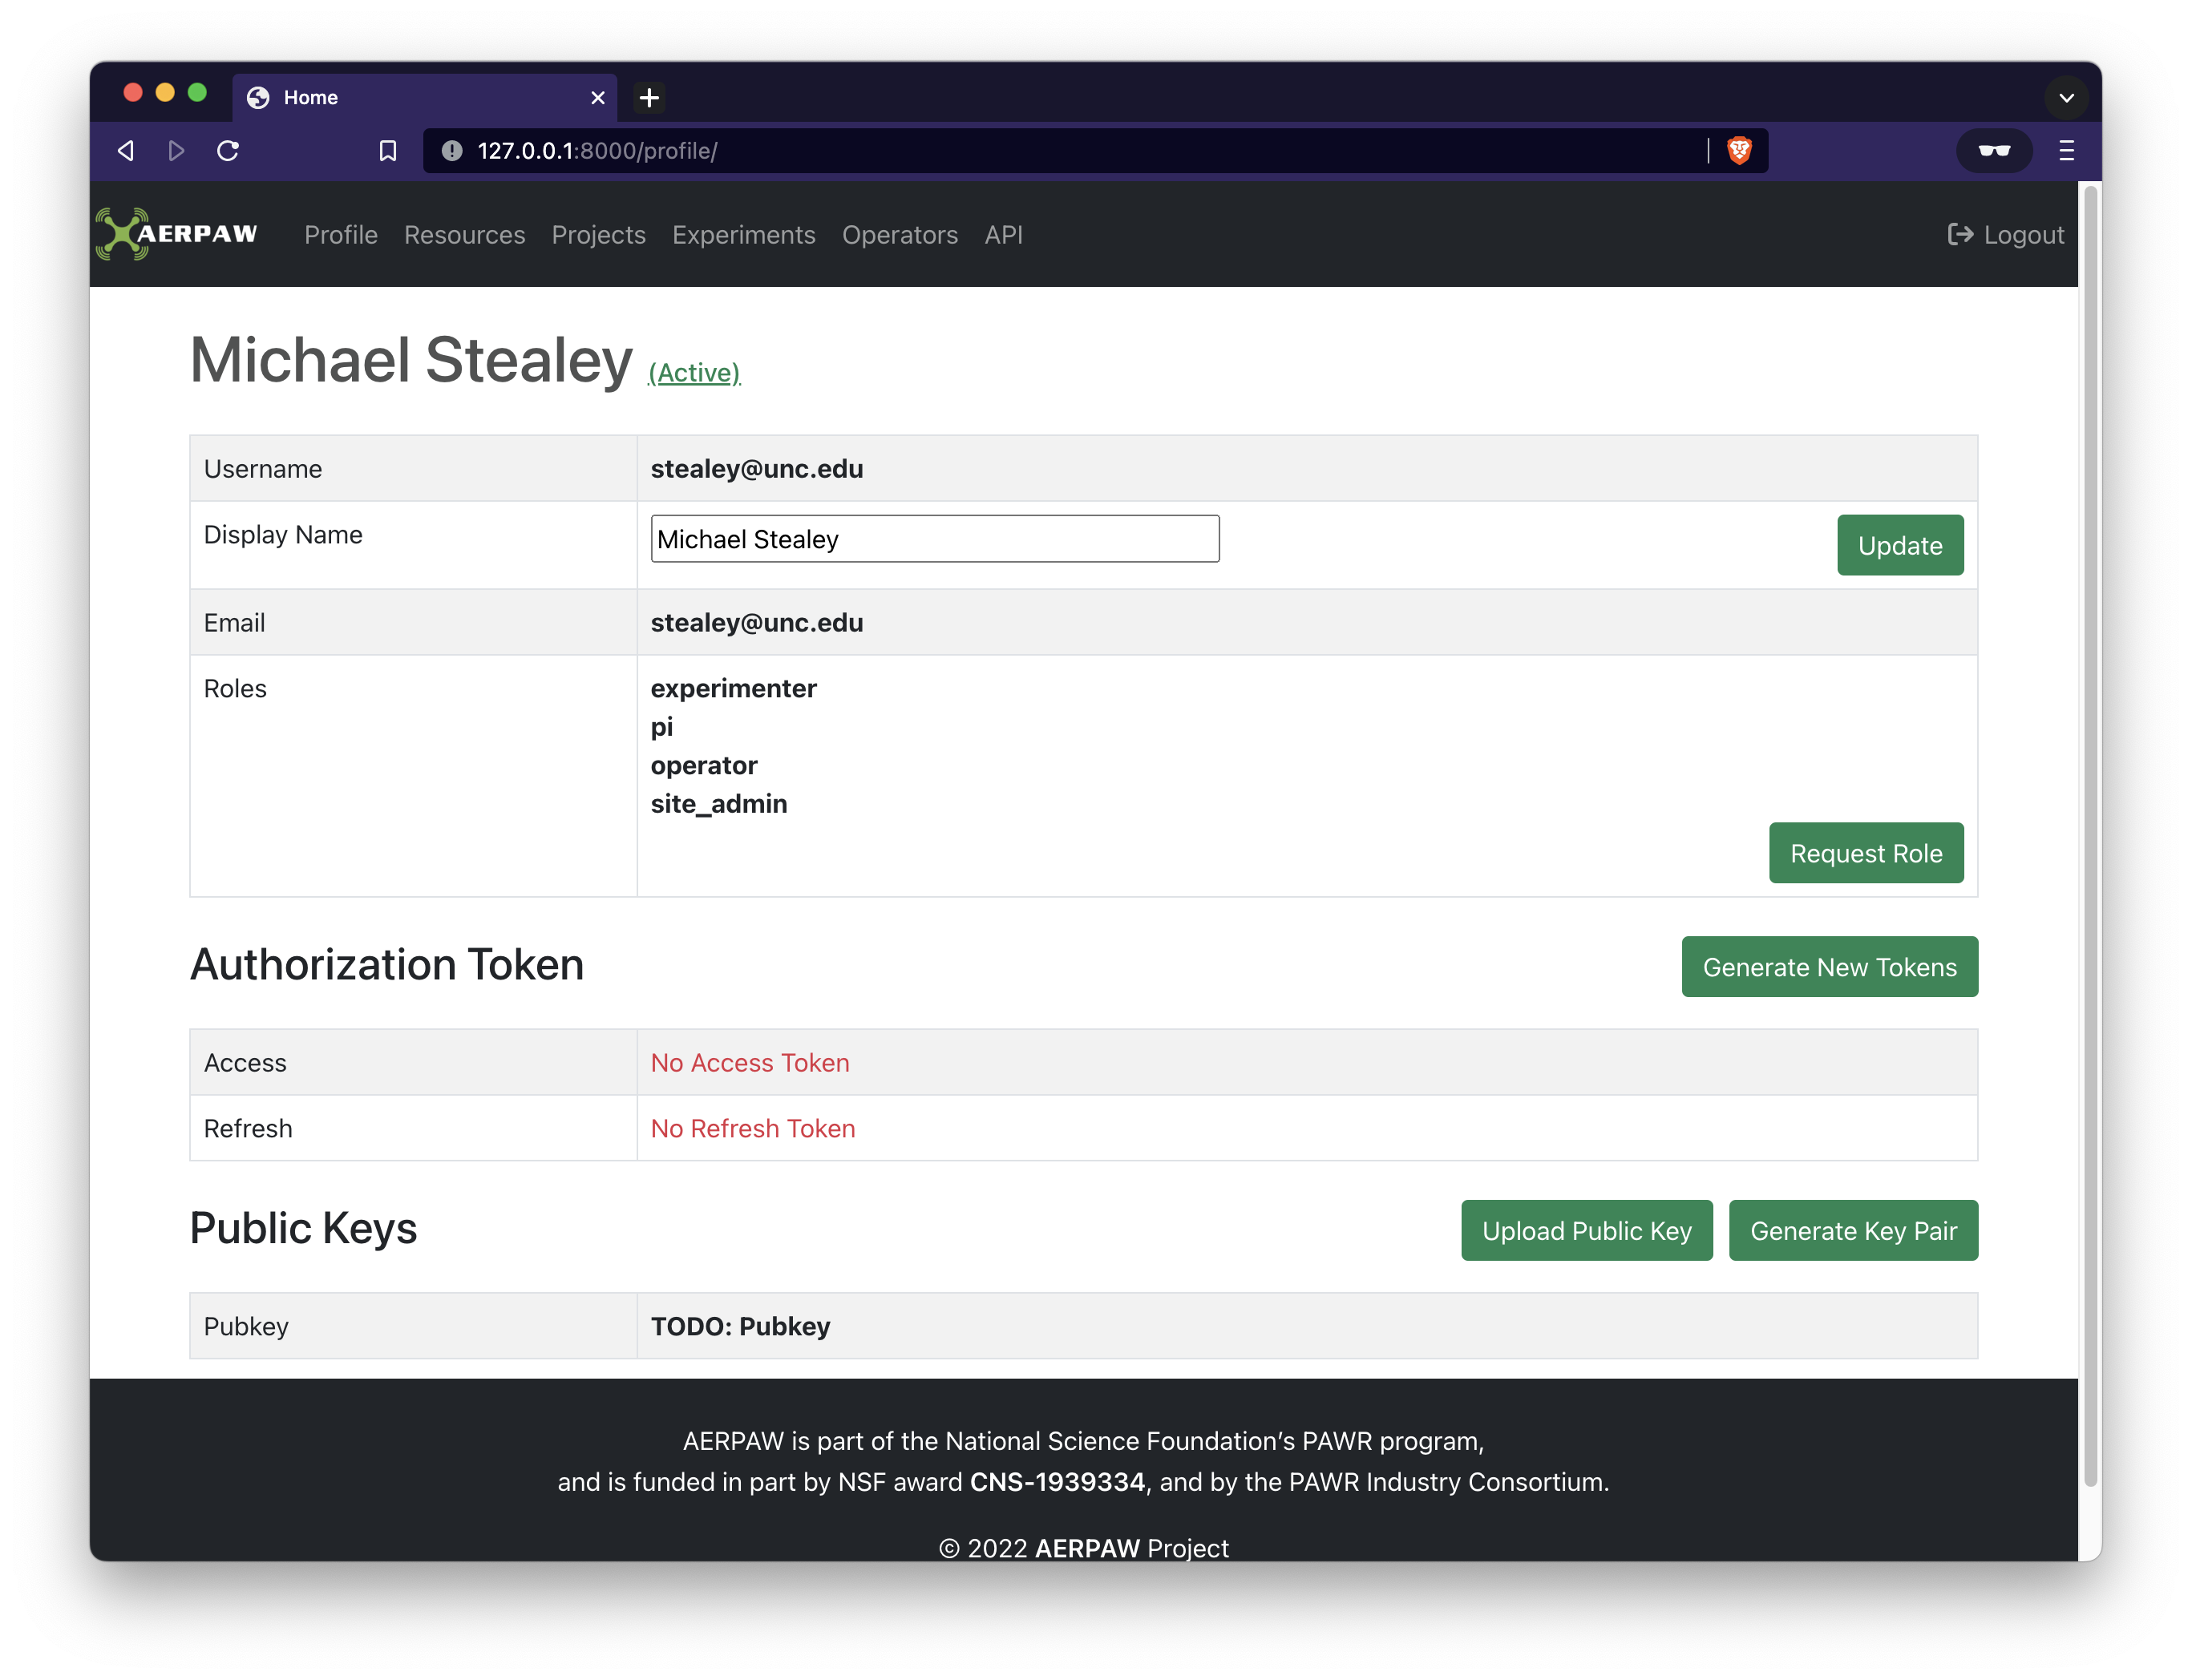 Home
127.0.0.1:8000/profile/
AERPAW Profile Resources Projects Experiments Operators API Logout
Michael Stealey (Active)
Username stealey@unc.edu
Display Name Michael Stealey Update
Email stealey@unc.edu
Roles experimenter
pi
operator
site_admin
Request Role
Authorization Token Generate New Tokens
Access No Access Token
Refresh No Refresh Token
Public Keys Upload Public Key Generate Key Pair
Pubkey TODO: Pubkey
AERPAW is part of the National Science Foundation’s PAWR program,
and is funded in part by NSF award CNS-1939334, and by the PAWR Industry Consortium.
© 2022 AERPAW Project